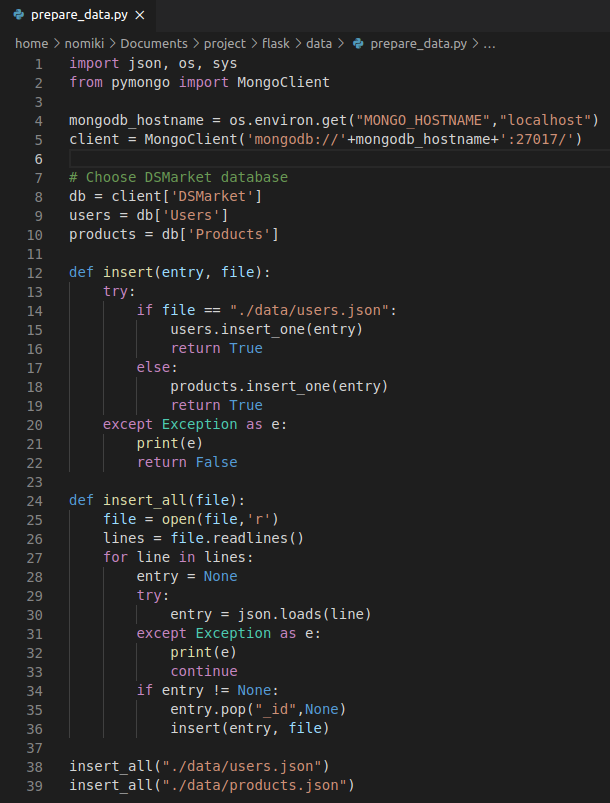 prepare_data.py ×
home > nomiki > Documents > project > flask > data > prepare_data.py > ...
1 import json, os, sys
2 from pymongo import MongoClient
3
4 mongodb_hostname = os.environ.get("MONGO_HOSTNAME","localhost")
5 client = MongoClient('mongodb://'+mongodb_hostname+':27017/')
6
7 # Choose DSMarket database
8 db = client['DSMarket']
9 users = db['Users']
10 products = db['Products']
11
12 def insert(entry, file):
13     try:
14         if file == "./data/users.json":
15             users.insert_one(entry)
16             return True
17         else:
18             products.insert_one(entry)
19             return True
20     except Exception as e:
21         print(e)
22         return False
23
24 def insert_all(file):
25     file = open(file,'r')
26     lines = file.readlines()
27     for line in lines:
28         entry = None
29         try:
30             entry = json.loads(line)
31         except Exception as e:
32             print(e)
33             continue
34         if entry != None:
35             entry.pop("_id",None)
36             insert(entry, file)
37
38 insert_all("./data/users.json")
39 insert_all("./data/products.json")